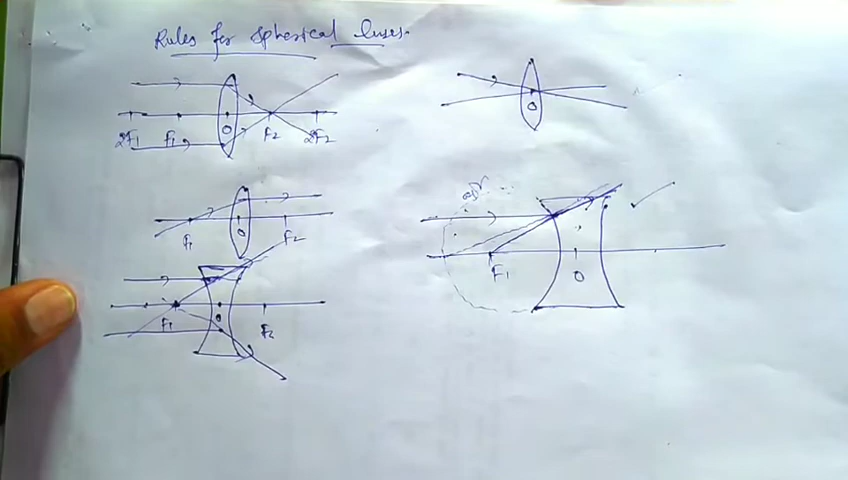 Rules for Spherical lenses.
2F₁ F₁ O F₂ 2F₂
O
F₁ O F₂
F₁ O F₂
F₁ O